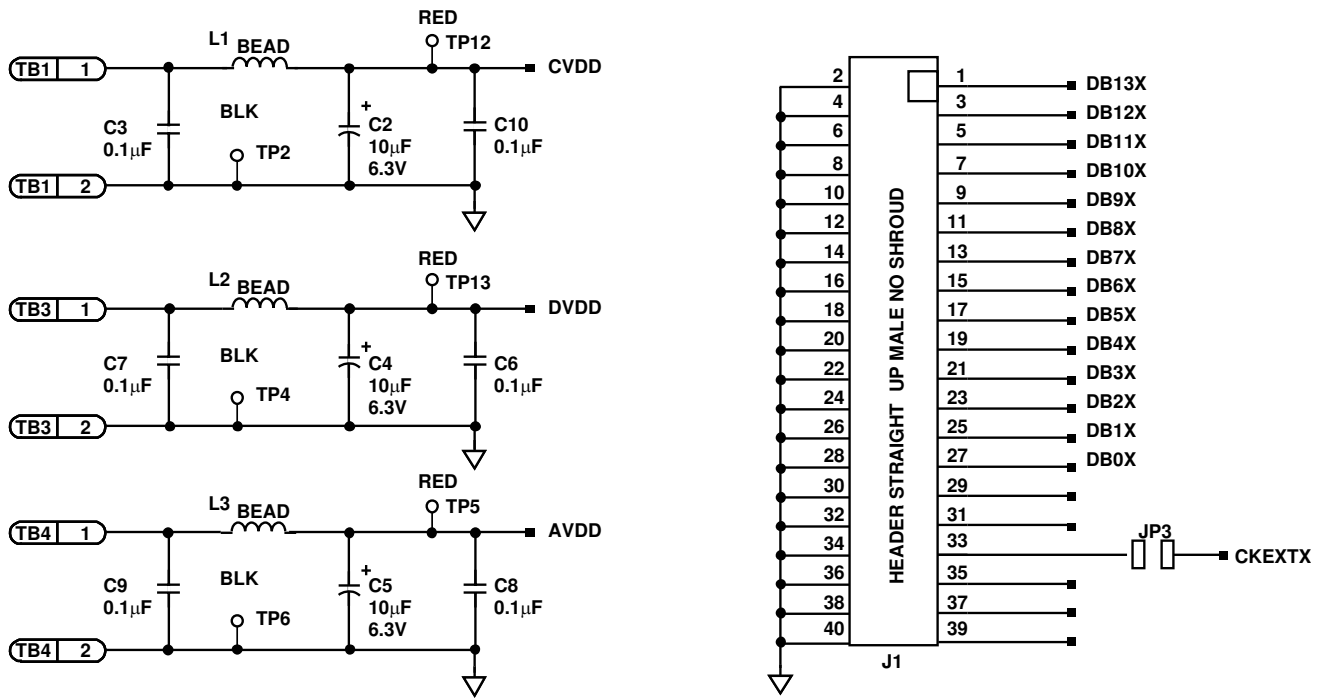 RED
TP12
L1
BEAD
TB1 1
CVDD
BLK
C3
0.1µF
+
C2
10µF
6.3V
C10
0.1µF
TP2
TB1 2
RED
TP13
L2
BEAD
TB3 1
DVDD
BLK
C7
0.1µF
+
C4
10µF
6.3V
C6
0.1µF
TP4
TB3 2
RED
TP5
L3
BEAD
TB4 1
AVDD
BLK
C9
0.1µF
+
C5
10µF
6.3V
C8
0.1µF
TP6
TB4 2
HEADER STRAIGHT UP MALE NO SHROUD
2 1 DB13X
4 3 DB12X
6 5 DB11X
8 7 DB10X
10 9 DB9X
12 11 DB8X
14 13 DB7X
16 15 DB6X
18 17 DB5X
20 19 DB4X
22 21 DB3X
24 23 DB2X
26 25 DB1X
28 27 DB0X
30 29
32 31
34 33 JP3 CKEXTX
36 35
38 37
40 39
J1